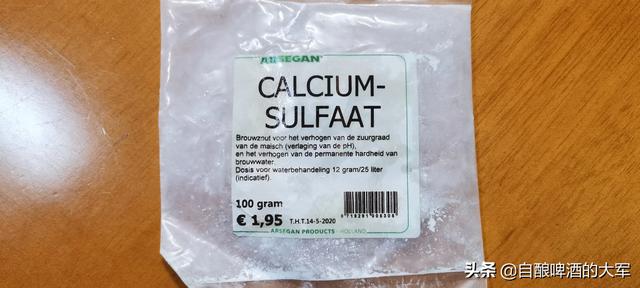 ARSEGAN
CALCIUM-
SULFAAT
Brouwzout voor het verhogen van de zuurgraad
van de maisch (verlaging van de pH),
en het verhogen van de permanente hardheid van
brouwwater.
Dosis voor waterbehandeling 12 gram/25 liter
(indicatief).
100 gram
€ 1,95 T.H.T.14-5-2020
ARSEGAN PRODUCTS - HOLLAND
头条 @自酿啤酒的大军